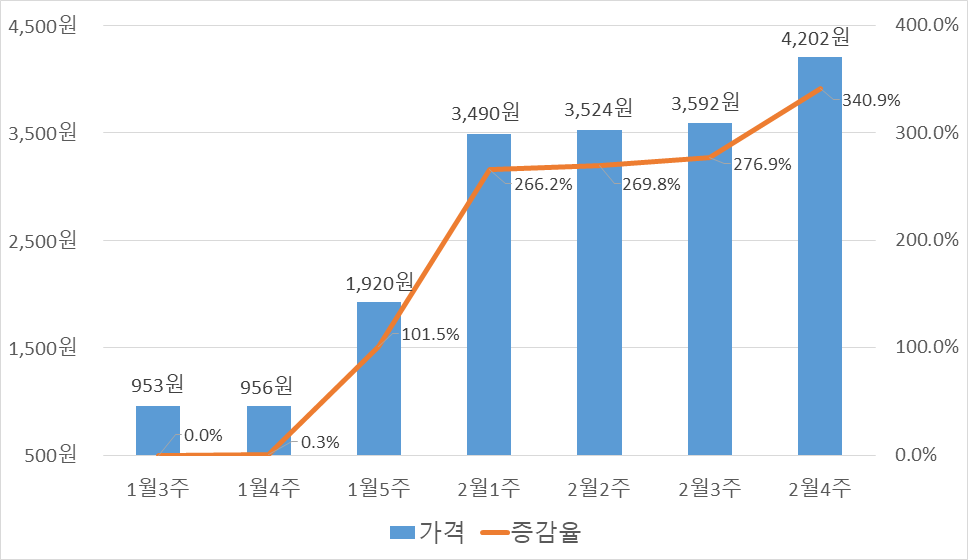 4,500원
3,500원
2,500원
1,500원
500원
400.0%
300.0%
200.0%
100.0%
0.0%
953원
956원
1,920원
3,490원
3,524원
3,592원
4,202원
0.0%
0.3%
101.5%
266.2%
269.8%
276.9%
340.9%
1월3주 1월4주 1월5주 2월1주 2월2주 2월3주 2월4주
가격 증감율